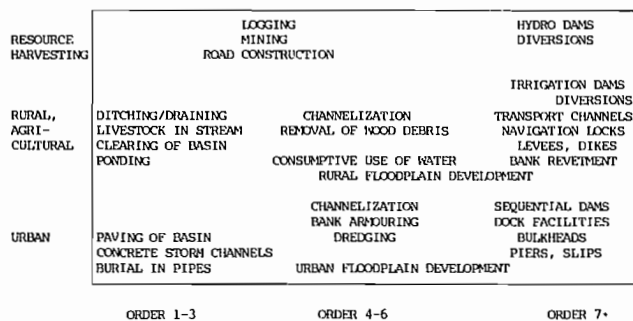 LOGGING HYDRO DAMS
RESOURCE MINING DIVERSIONS
HARVESTING ROAD CONSTRUCTION
IRRIGATION DAMS
DIVERSIONS
RURAL, DITCHING/DRAINING CHANNELIZATION TRANSPORT CHANNELS
AGRI- LIVESTOCK IN STREAM REMOVAL OF WOOD DEBRIS NAVIGATION LOCKS
CULTURAL CLEARING OF BASIN LEVEES, DIKES
PONDING CONSUMPTIVE USE OF WATER BANK REVETMENT
RURAL FLOODPLAIN DEVELOPMENT
CHANNELIZATION SEQUENTIAL DAMS
BANK ARMOURING DOCK FACILITIES
URBAN PAVING OF BASIN DREDGING BULKHEADS
CONCRETE STORM CHANNELS PIERS, SLIPS
BURIAL IN PIPES URBAN FLOODPLAIN DEVELOPMENT
ORDER 1-3 ORDER 4-6 ORDER 7+